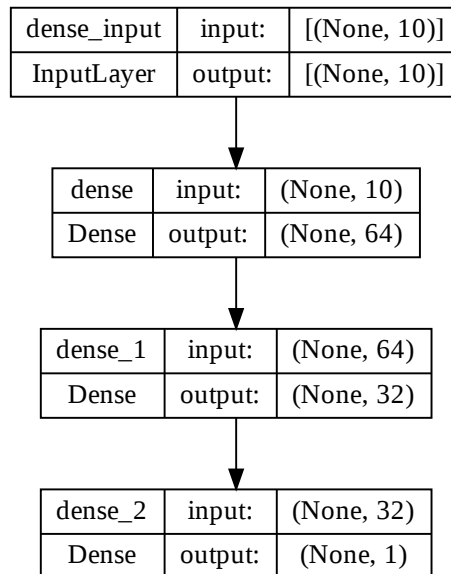 dense_input input: [(None, 10)]
InputLayer output: [(None, 10)]
dense input: (None, 10)
Dense output: (None, 64)
dense_1 input: (None, 64)
Dense output: (None, 32)
dense_2 input: (None, 32)
Dense output: (None, 1)